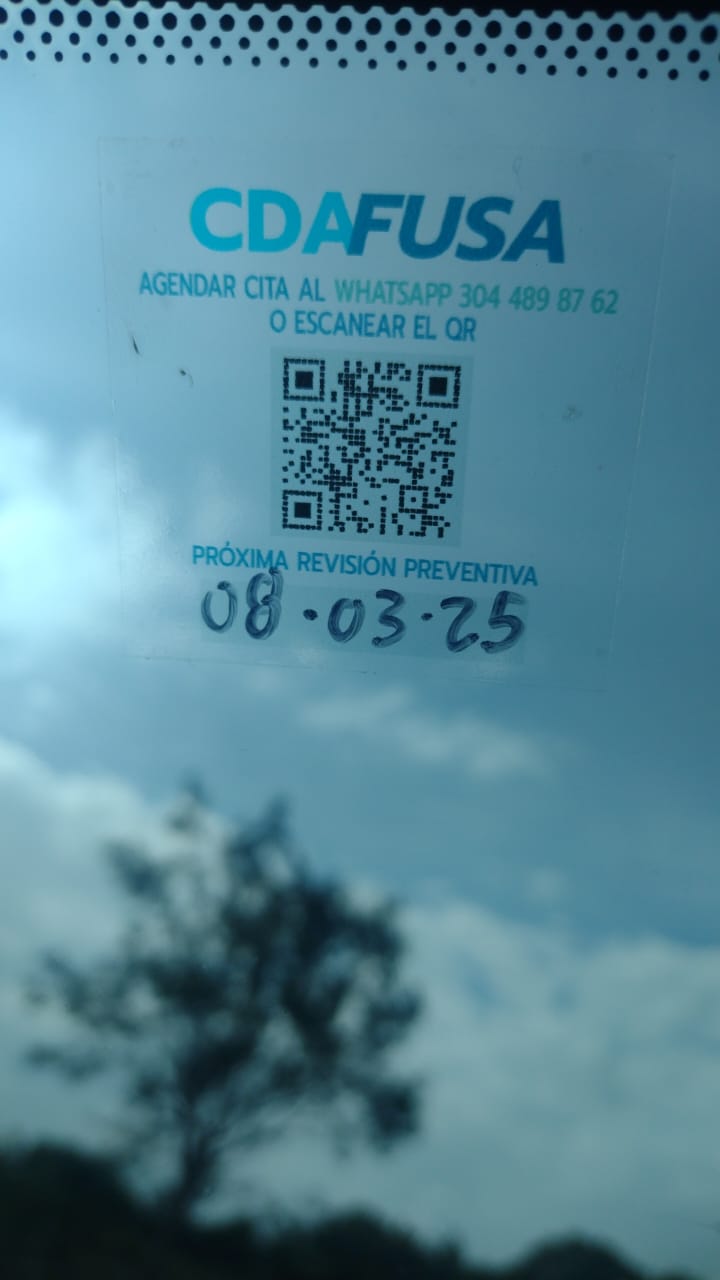 CDAFUSA
AGENDAR CITA AL WHATSAPP 304 489 87 62
O ESCANEAR EL QR
PRÓXIMA REVISIÓN PREVENTIVA
08·03·25